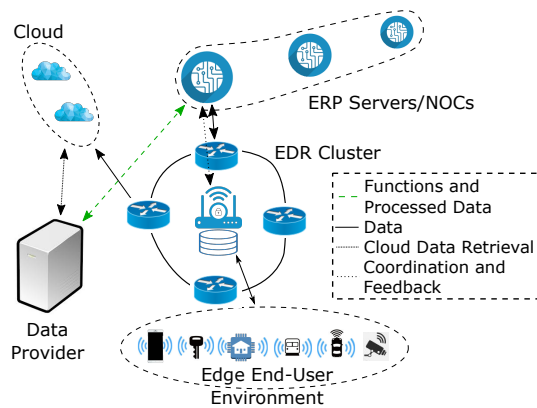 Cloud
ERP Servers/NOCs
EDR Cluster
Functions and
Processed Data
Data
Cloud Data Retrieval
Coordination and
Feedback
Data
Provider
Edge End-User
Environment